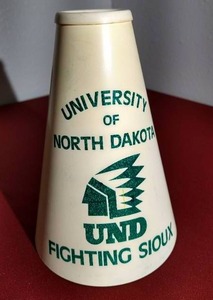 UNIVERSITY
OF
NORTH DAKOTA
UND
FIGHTING SIOUX